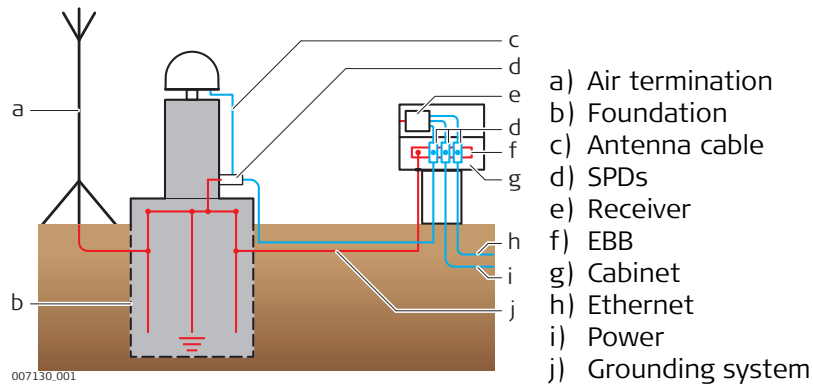 a
b
c
d
e
d
f
g
h
i
j
007130_001
a) Air termination
b) Foundation
c) Antenna cable
d) SPDs
e) Receiver
f) EBB
g) Cabinet
h) Ethernet
i) Power
j) Grounding system